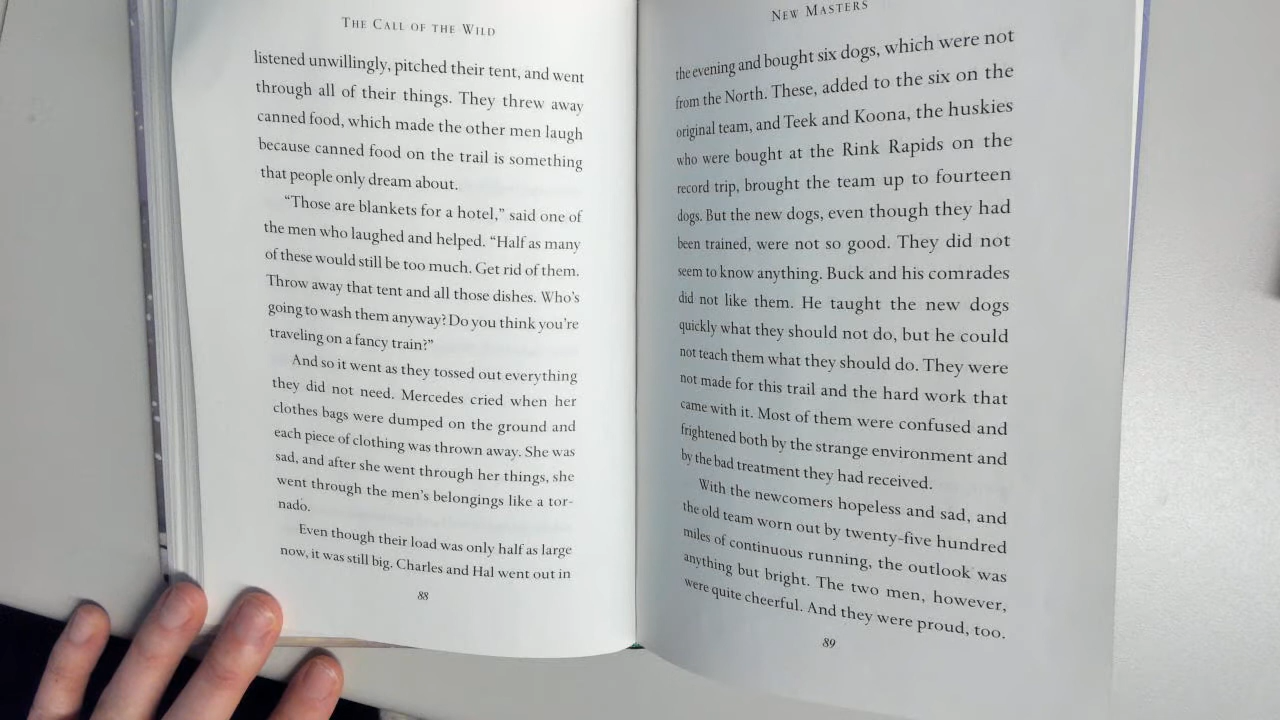 THE CALL OF THE WILD
listened unwillingly, pitched their tent, and went
through all of their things. They threw away
canned food, which made the other men laugh
because canned food on the trail is something
that people only dream about.
“Those are blankets for a hotel,” said one of
the men who laughed and helped. “Half as many
of these would still be too much. Get rid of them.
Throw away that tent and all those dishes. Who’s
going to wash them anyway? Do you think you’re
traveling on a fancy train?”
And so it went as they tossed out everything
they did not need. Mercedes cried when her
clothes bags were dumped on the ground and
each piece of clothing was thrown away. She was
sad, and after she went through her things, she
went through the men’s belongings like a tor-
nado.
Even though their load was only half as large
now, it was still big. Charles and Hal went out in
88
NEW MASTERS
the evening and bought six dogs, which were not
from the North. These, added to the six on the
original team, and Teek and Koona, the huskies
who were bought at the Rink Rapids on the
record trip, brought the team up to fourteen
dogs. But the new dogs, even though they had
been trained, were not so good. They did not
seem to know anything. Buck and his comrades
did not like them. He taught the new dogs
quickly what they should not do, but he could
not teach them what they should do. They were
not made for this trail and the hard work that
came with it. Most of them were confused and
frightened both by the strange environment and
by the bad treatment they had received.
With the newcomers hopeless and sad, and
the old team worn out by twenty-five hundred
miles of continuous running, the outlook was
anything but bright. The two men, however,
were quite cheerful. And they were proud, too.
89